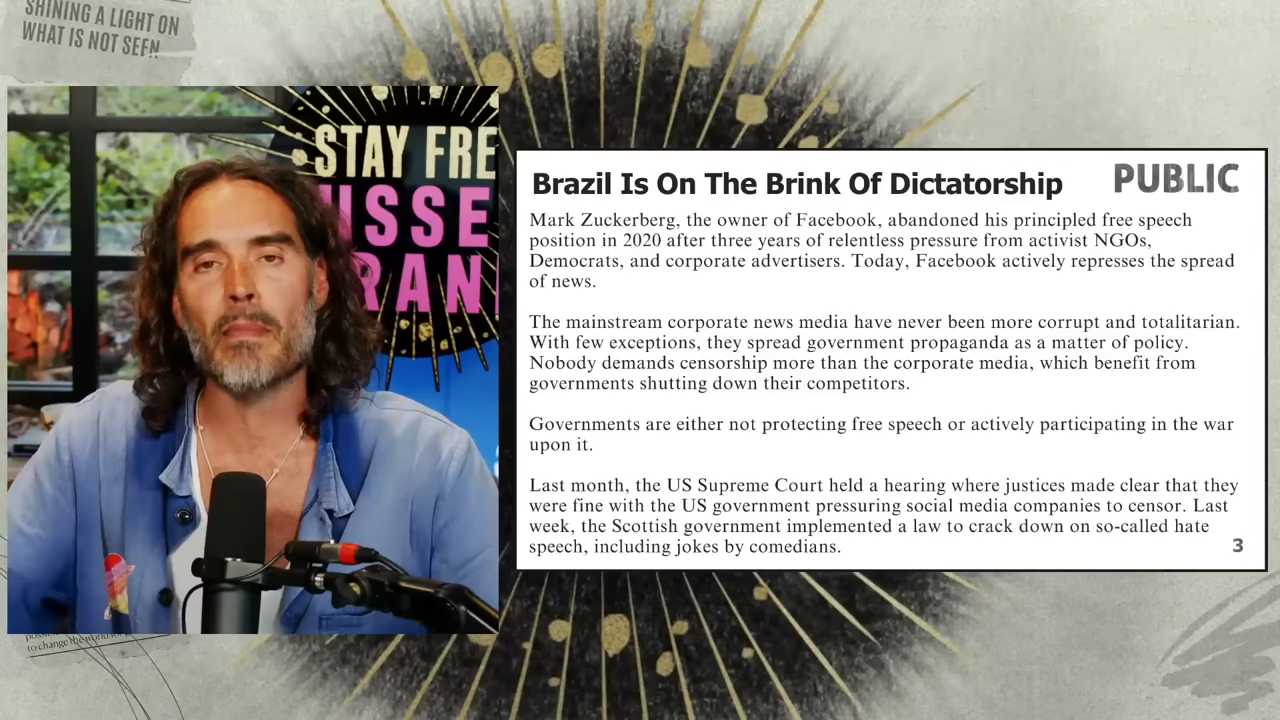 SHINING A LIGHT ON
WHAT IS NOT SEEN
STAY FRE
USSE
RAN
Brazil Is On The Brink Of Dictatorship
PUBLIC
Mark Zuckerberg, the owner of Facebook, abandoned his principled free speech
position in 2020 after three years of relentless pressure from activist NGOs,
Democrats, and corporate advertisers. Today, Facebook actively represses the spread
of news.
The mainstream corporate news media have never been more corrupt and totalitarian.
With few exceptions, they spread government propaganda as a matter of policy.
Nobody demands censorship more than the corporate media, which benefit from
governments shutting down their competitors.
Governments are either not protecting free speech or actively participating in the war
upon it.
Last month, the US Supreme Court held a hearing where justices made clear that they
were fine with the US government pressuring social media companies to censor. Last
week, the Scottish government implemented a law to crack down on so-called hate
speech, including jokes by comedians.
3
to change the world